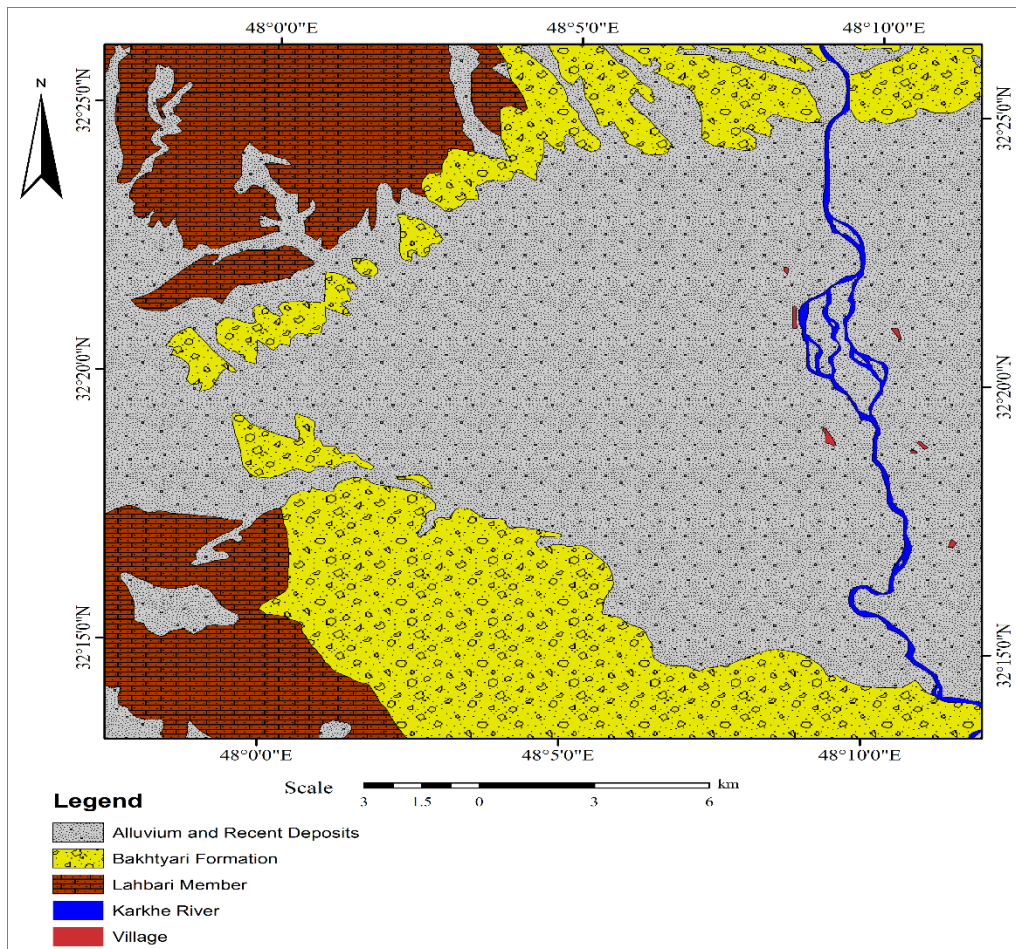 48°0'0"E 48°5'0"E 48°10'0"E
N
32°25'0"N 32°25'0"N
32°20'0"N 32°20'0"N
32°15'0"N 32°15'0"N
48°0'0"E 48°5'0"E 48°10'0"E
Scale km
3 1.5 0 3 6
Legend
Alluvium and Recent Deposits
Bakhtyari Formation
Lahbari Member
Karkhe River
Village